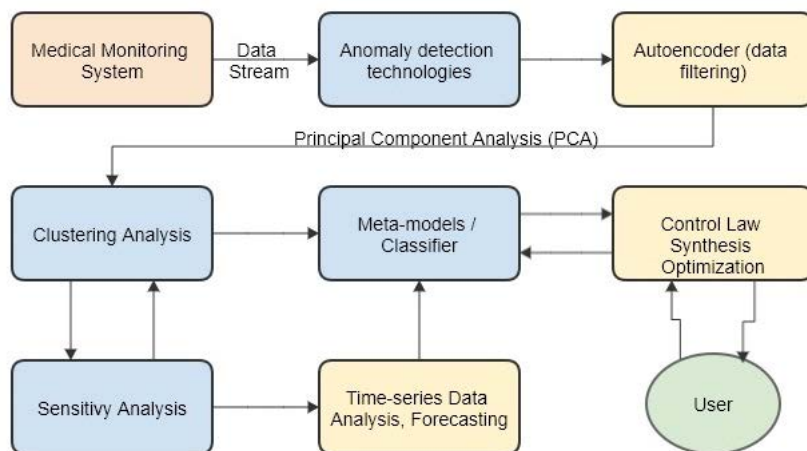 Medical Monitoring
System
Data
Stream
Anomaly detection
technologies
Autoencoder (data
filtering)
Principal Component Analysis (PCA)
Clustering Analysis
Meta-models /
Classifier
Control Law
Synthesis
Optimization
Sensitivy Analysis
Time-series Data
Analysis, Forecasting
User